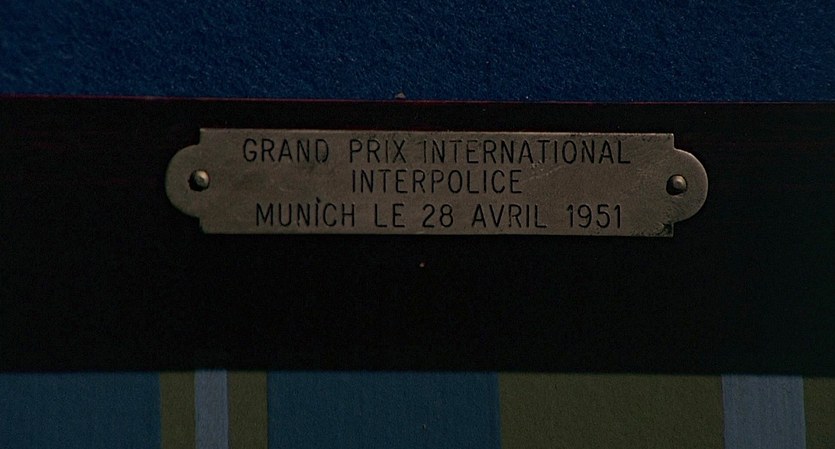 GRAND PRIX INTERNATIONAL
INTERPOLICE
MUNICH LE 28 AVRIL 1951